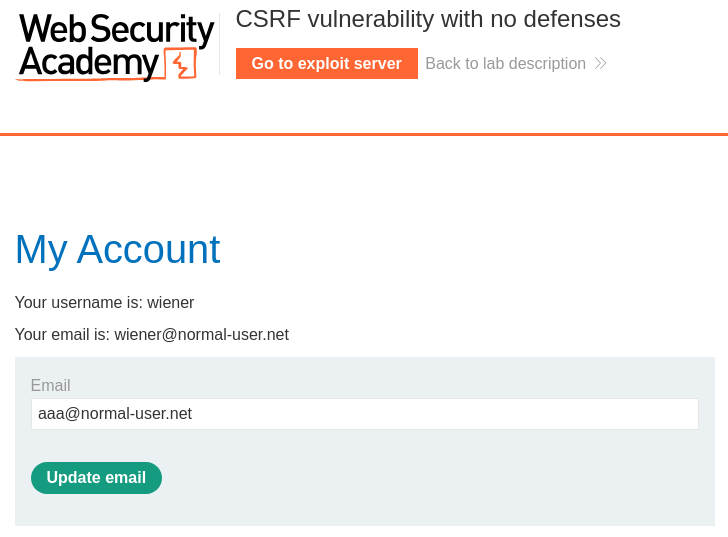 Web Security
Academy
CSRF vulnerability with no defenses
Go to exploit server
Back to lab description
My Account
Your username is: wiener
Your email is: wiener@normal-user.net
Email
aaa@normal-user.net
Update email